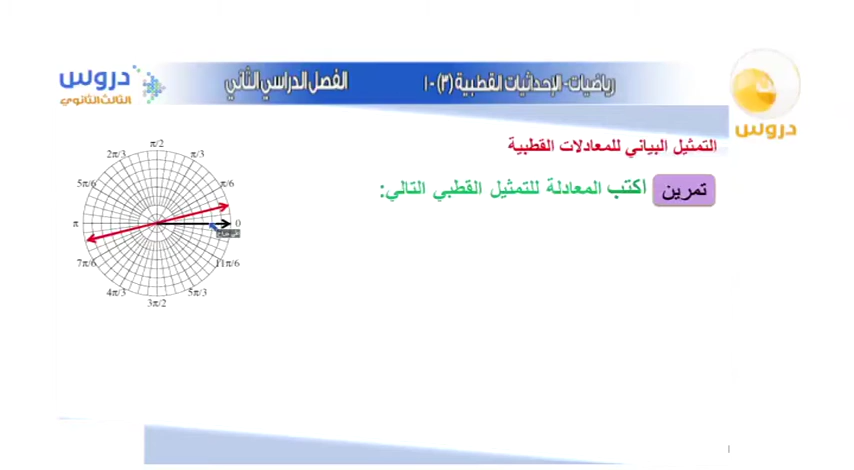 رياضيات - الإحداثيات القطبية (٣) - ١
الفصل الدراسي الثاني
دروس
الثالث الثانوي
دروس
التمثيل البياني للمعادلات القطبية
تمرين
اكتب المعادلة للتمثيل القطبي التالي:
π/2
2π/3
π/3
5π/6
π/6
π
0
7π/6
11π/6
4π/3
5π/3
3π/2